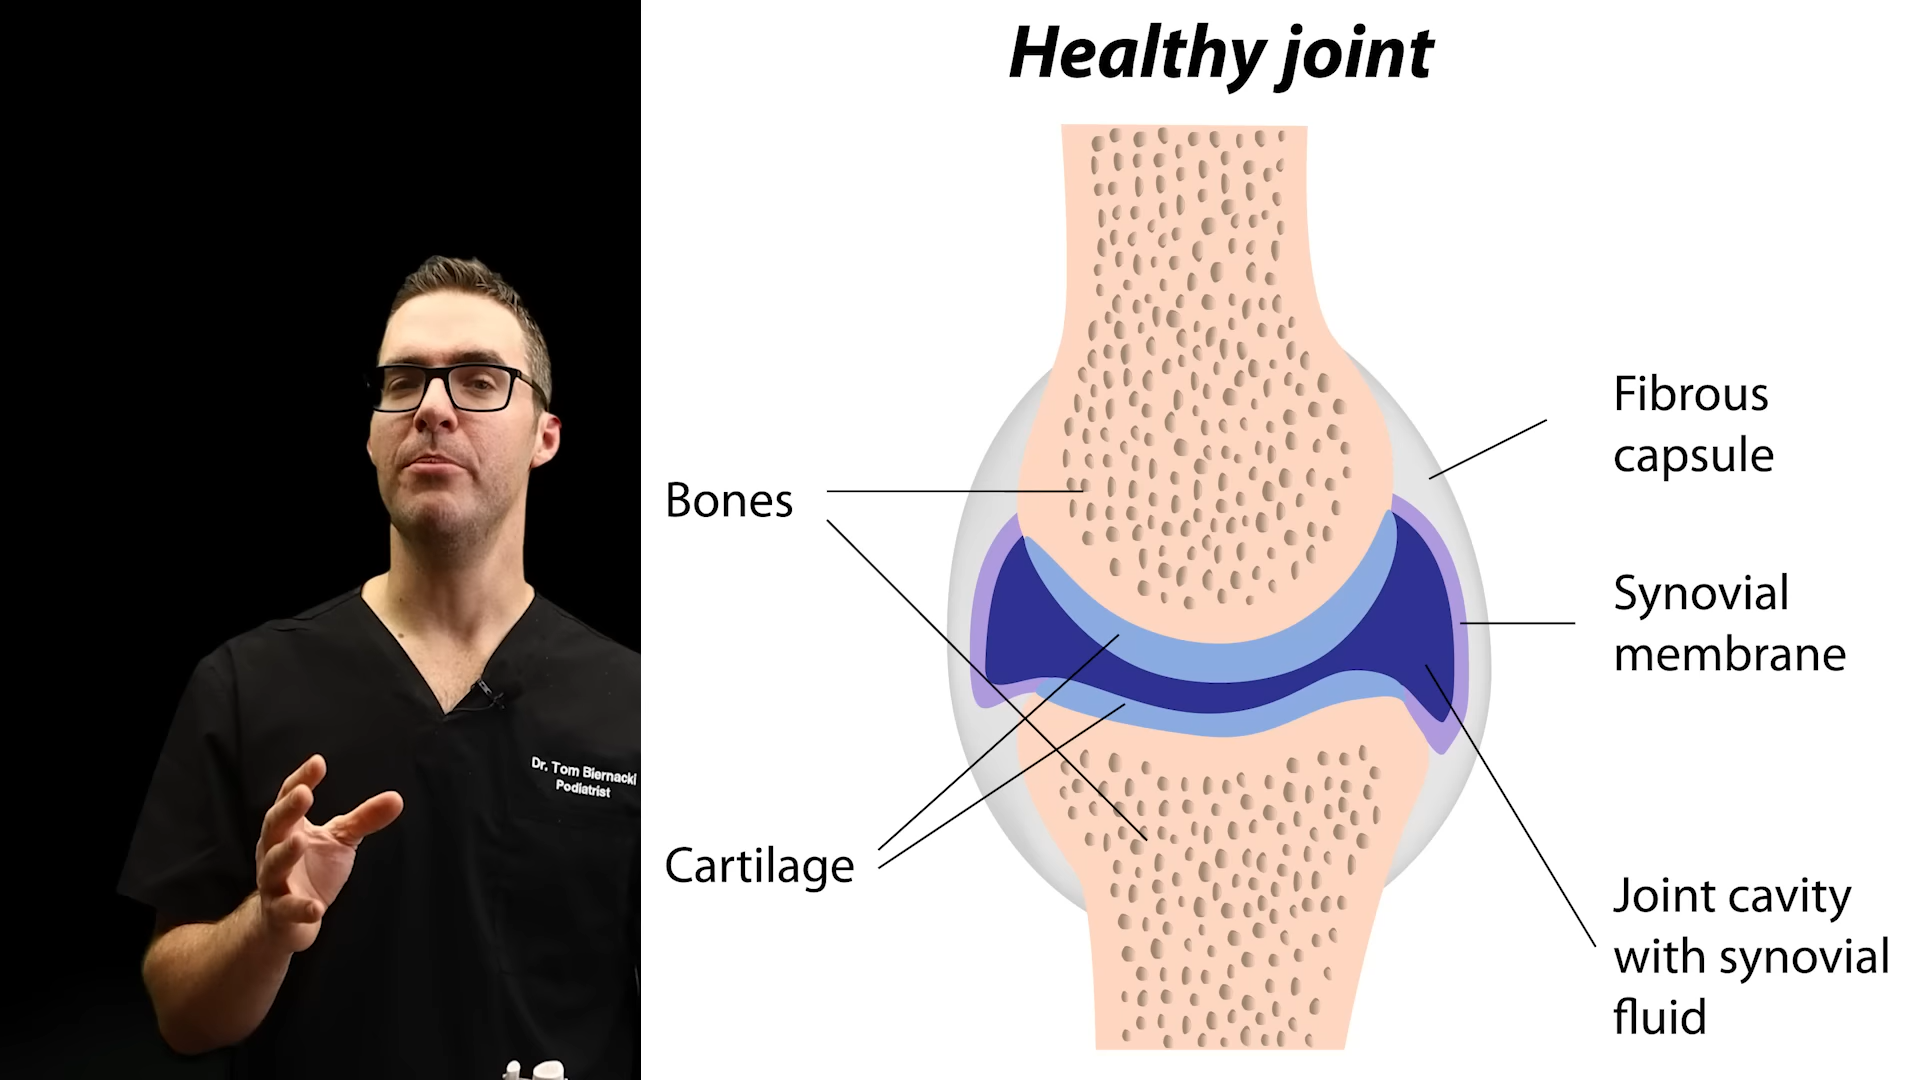 Healthy joint
Dr. Tom Biernacki
Podiatrist
Bones
Cartilage
Fibrous
capsule
Synovial
membrane
Joint cavity
with synovial
fluid